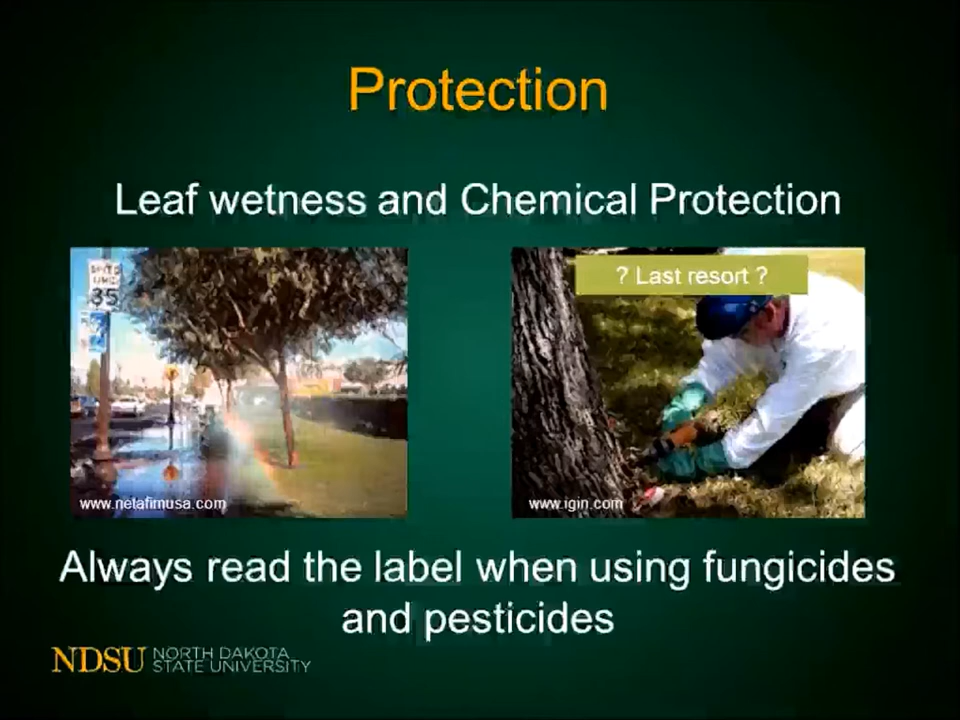 Protection
Leaf wetness and Chemical Protection
SPEED
LIMIT
35
? Last resort ?
www.netafimusa.com
www.igin.com
Always read the label when using fungicides
and pesticides
NDSU NORTH DAKOTA
STATE UNIVERSITY